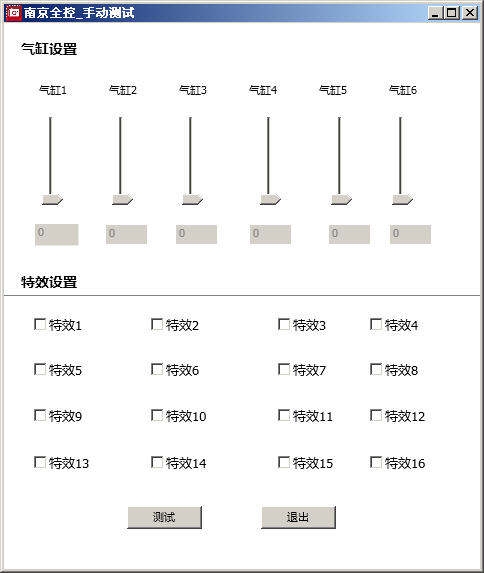 南京全控_手动测试
气缸设置
气缸1 气缸2 气缸3 气缸4 气缸5 气缸6
0 0 0 0 0 0
特效设置
特效1 特效2 特效3 特效4
特效5 特效6 特效7 特效8
特效9 特效10 特效11 特效12
特效13 特效14 特效15 特效16
测试 退出